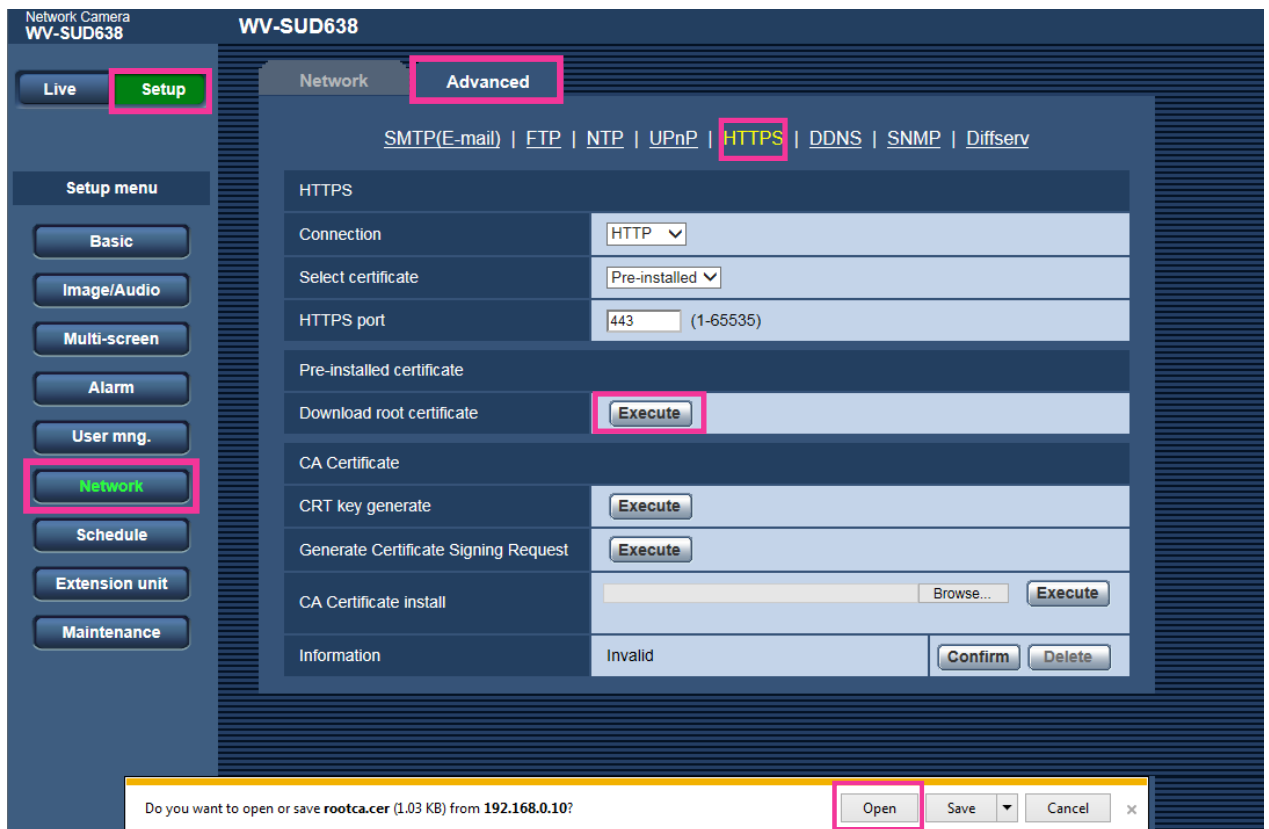 Network Camera
WV-SUD638
WV-SUD638
Live
Setup
Network
Advanced
SMTP(E-mail) | FTP | NTP | UPnP | HTTPS | DDNS | SNMP | Diffserv
Setup menu
Basic
Image/Audio
Multi-screen
Alarm
User mng.
Network
Schedule
Extension unit
Maintenance
HTTPS
Connection HTTP
Select certificate Pre-installed
HTTPS port 443 (1-65535)
Pre-installed certificate
Download root certificate Execute
CA Certificate
CRT key generate Execute
Generate Certificate Signing Request Execute
CA Certificate install Browse... Execute
Information Invalid Confirm Delete
Do you want to open or save rootca.cer (1.03 KB) from 192.168.0.10? Open Save Cancel ×